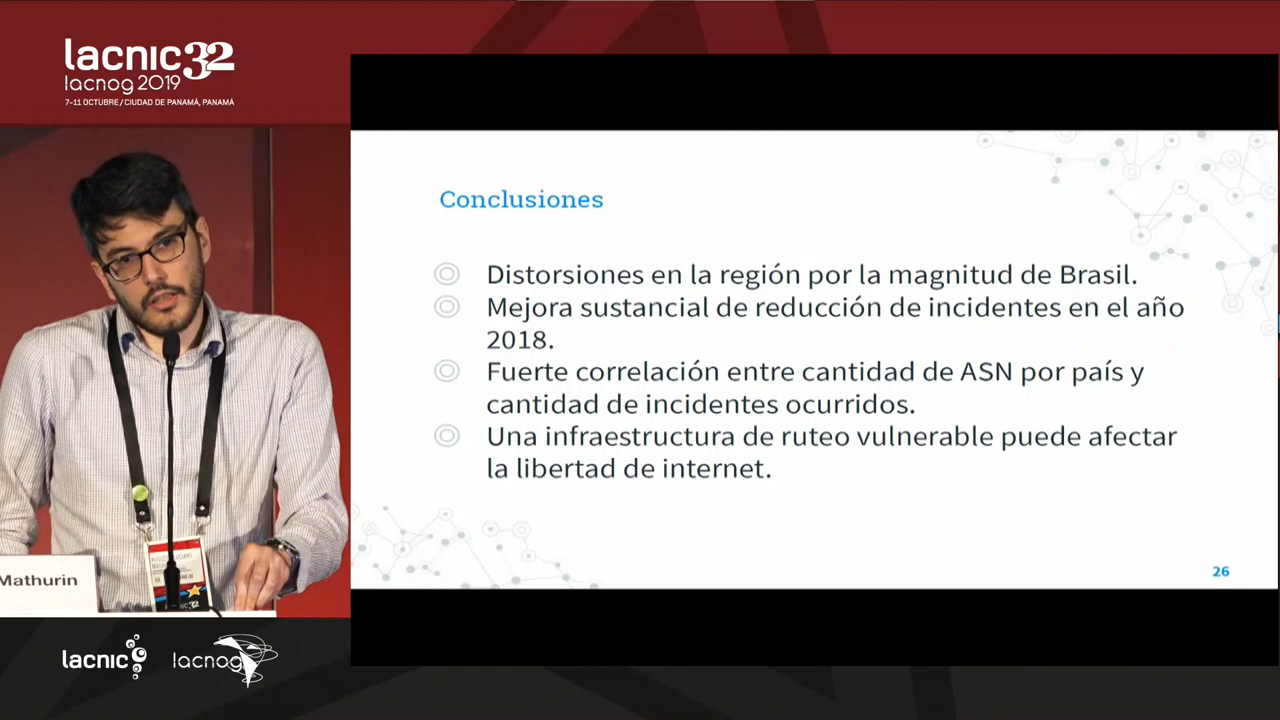 lacnic32
lacnog 2019
7-11 OCTUBRE / CIUDAD DE PANAMÁ, PANAMÁ
Conclusiones
Distorsiones en la región por la magnitud de Brasil.
Mejora sustancial de reducción de incidentes en el año
2018.
Fuerte correlación entre cantidad de ASN por país y
cantidad de incidentes ocurridos.
Una infraestructura de ruteo vulnerable puede afectar
la libertad de internet.
26
Mathurin
lacnic
lacnog